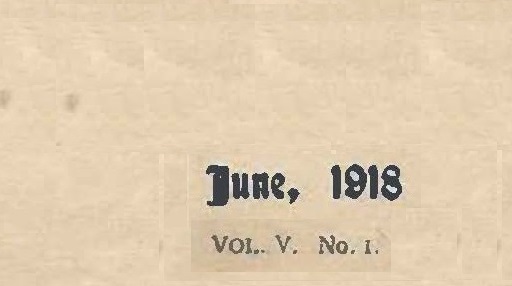 June, 1918
VOL. V. No. 1.